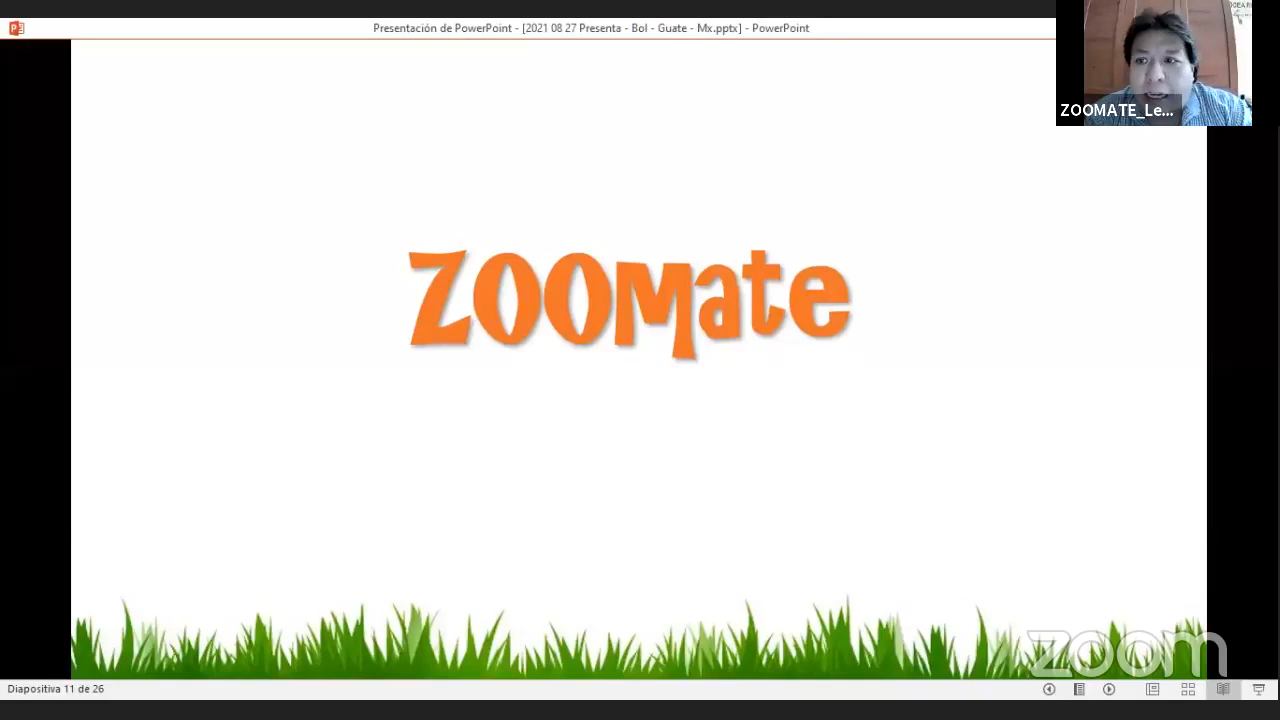 Presentación de PowerPoint - [2021 08 27 Presenta - Bol - Guate - Mx.pptx] - PowerPoint
ZOOMATE_Le...
ZOOMate
zoom
Diapositiva 11 de 26